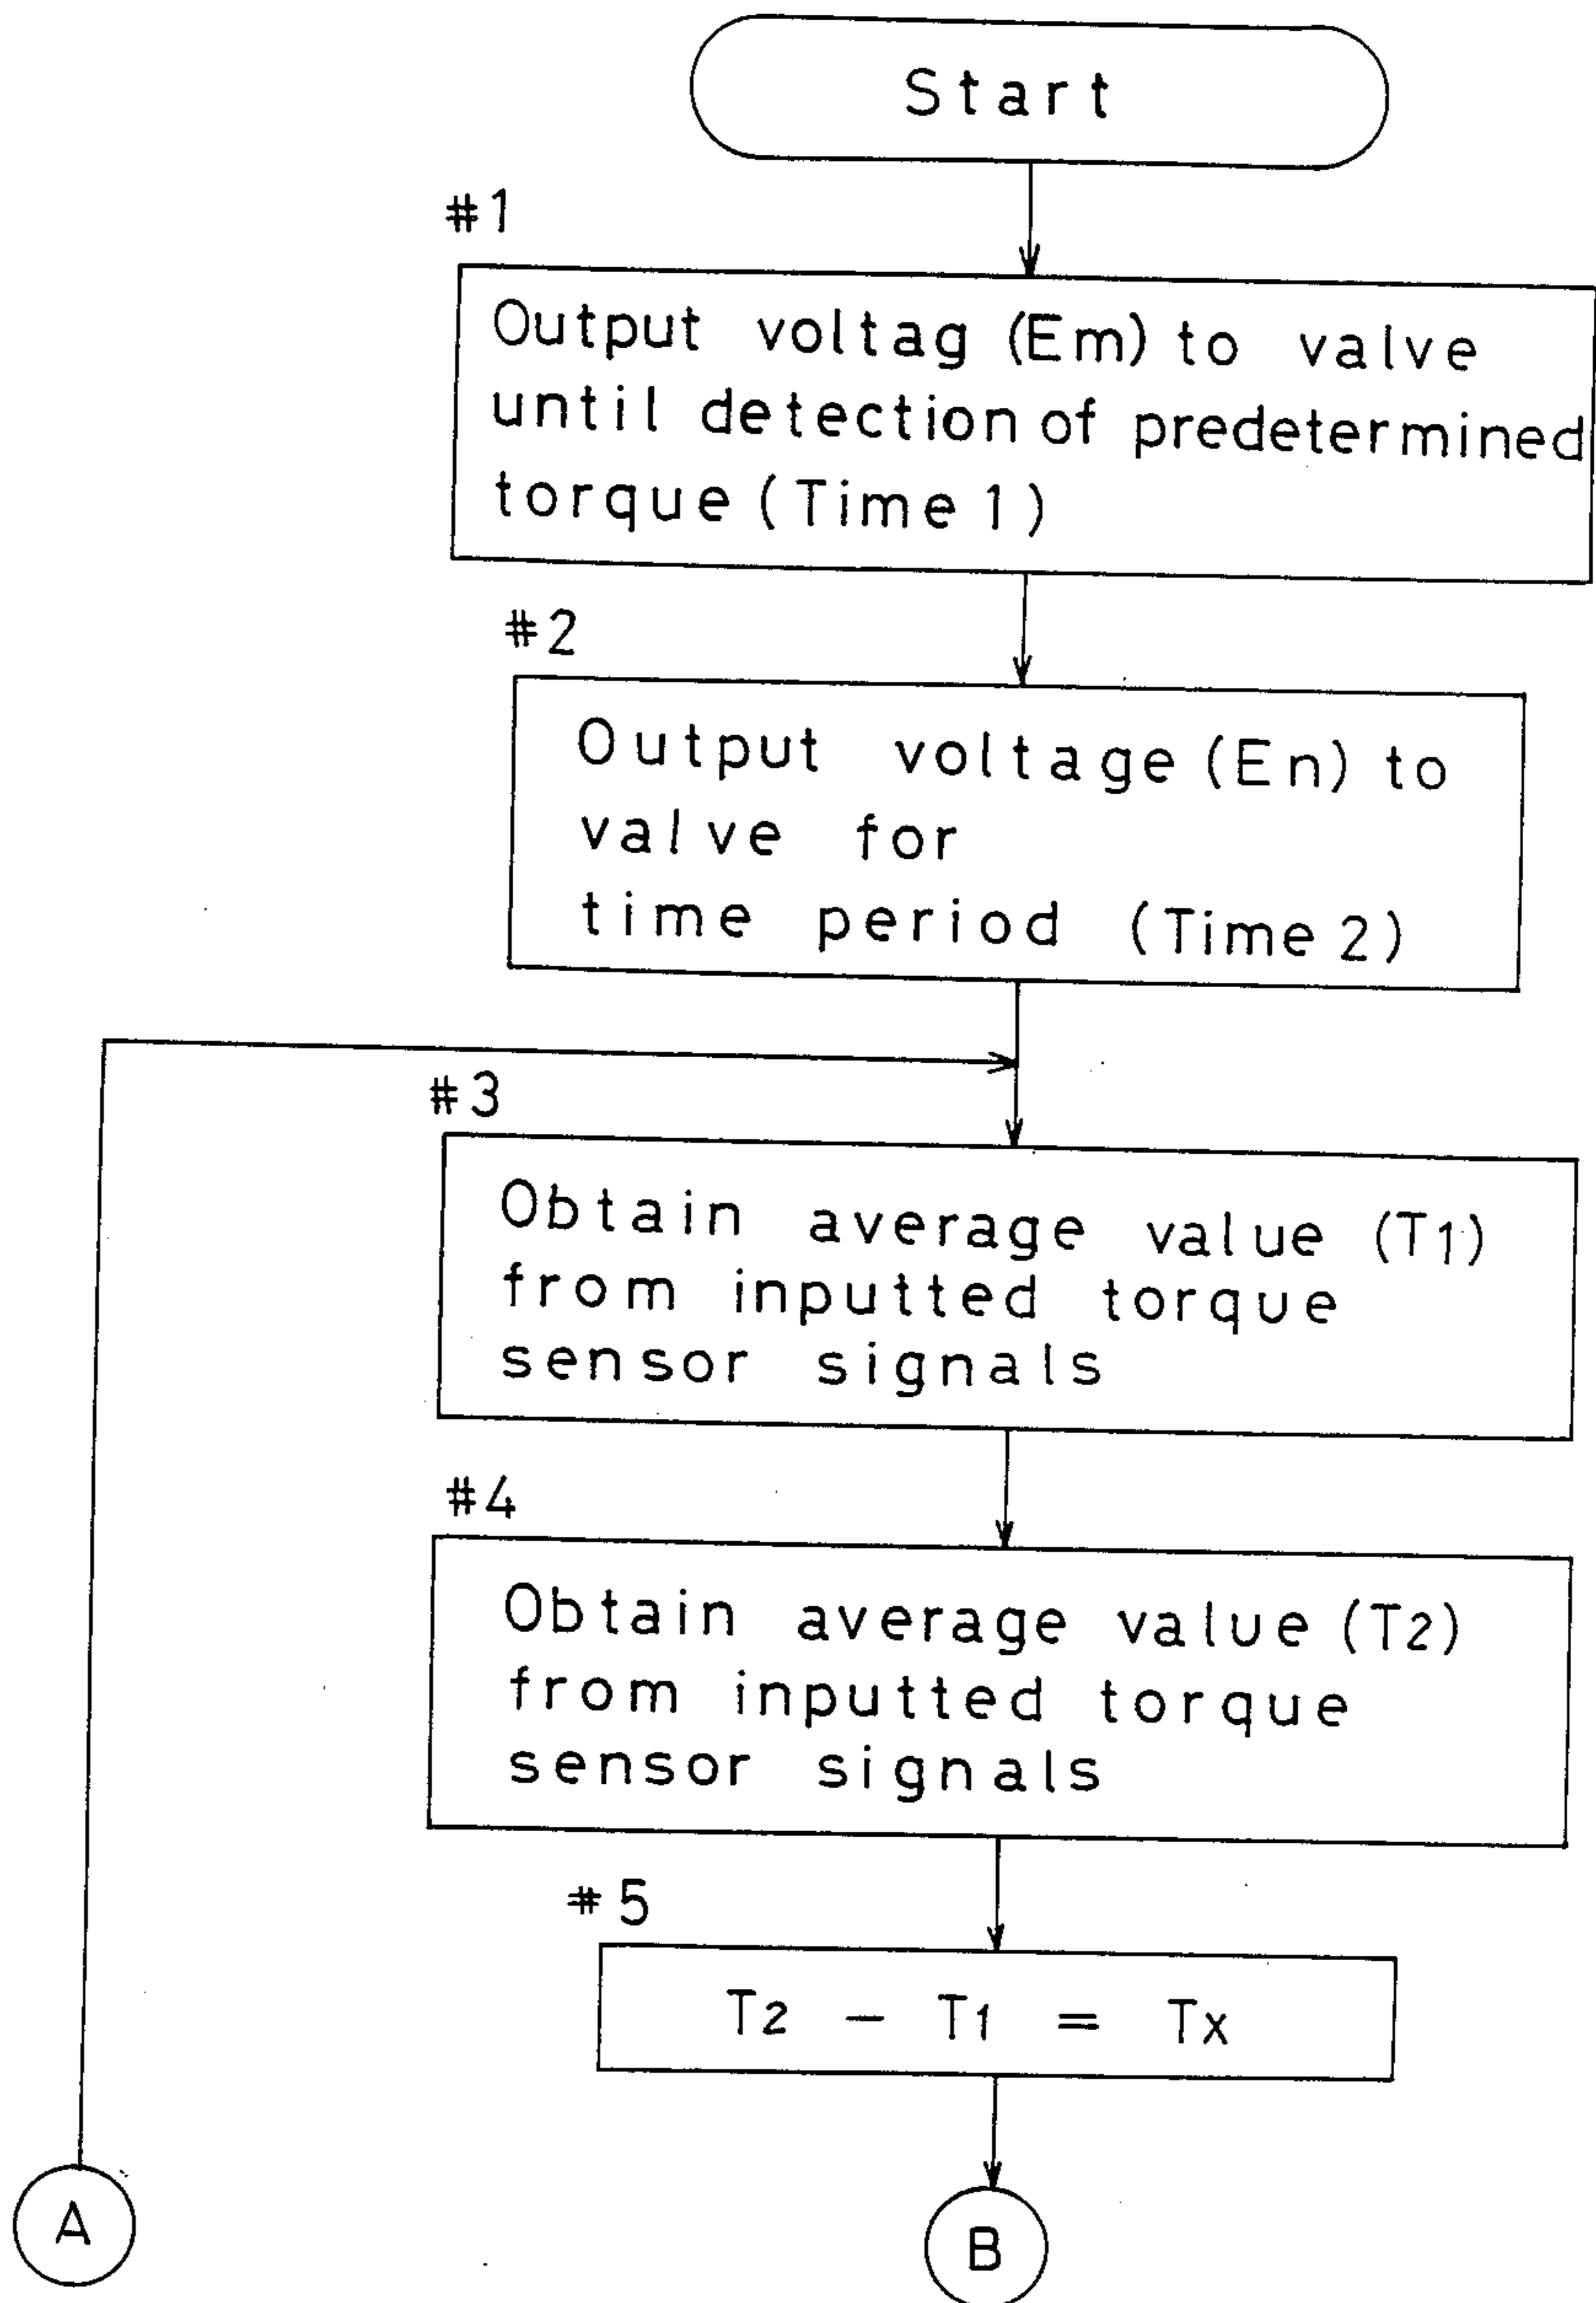 Start
#1
Output voltag (Em) to valve
until detection of predetermined
torque (Time 1)
#2
Output voltage (En) to
valve for
time period (Time 2)
#3
Obtain average value (T1)
from inputted torque
sensor signals
#4
Obtain average value (T2)
from inputted torque
sensor signals
#5
T2 - T1 = Tx
A
B